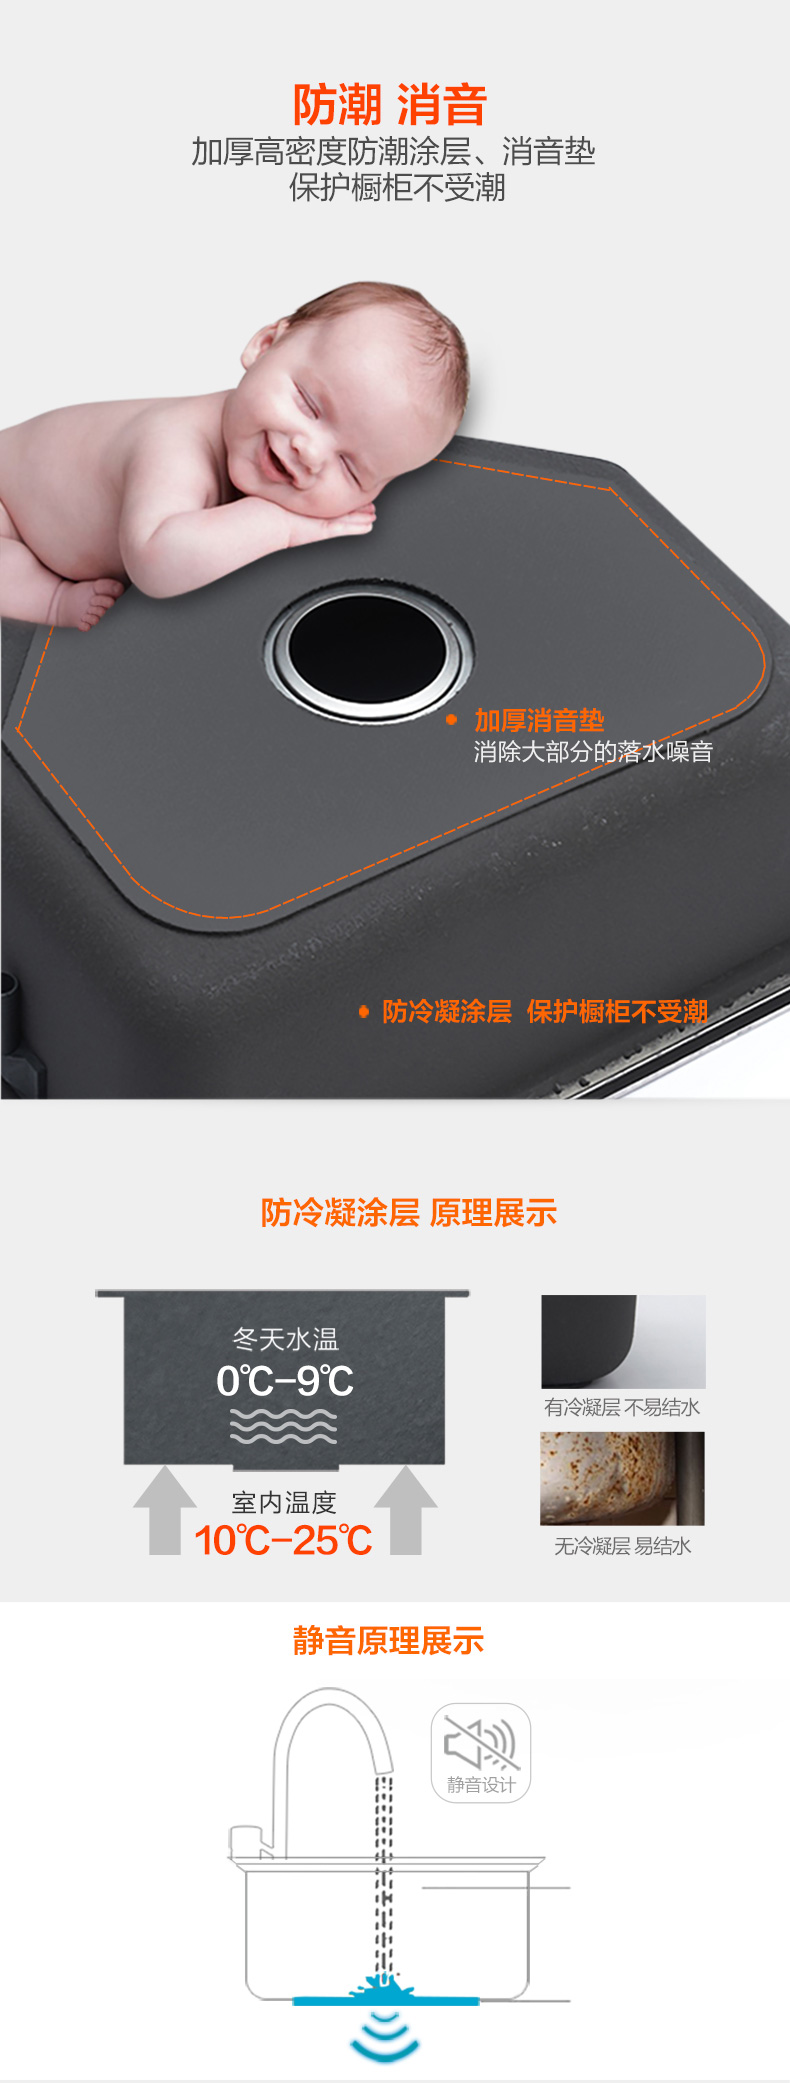 防潮 消音
加厚高密度防潮涂层、消音垫
保护橱柜不受潮
加厚消音垫
消除大部分的落水噪音
防冷凝涂层 保护橱柜不受潮
防冷凝涂层 原理展示
冬天水温
0℃-9℃
有冷凝层 不易结水
室内温度
10℃-25℃
无冷凝层 易结水
静音原理展示
静音设计